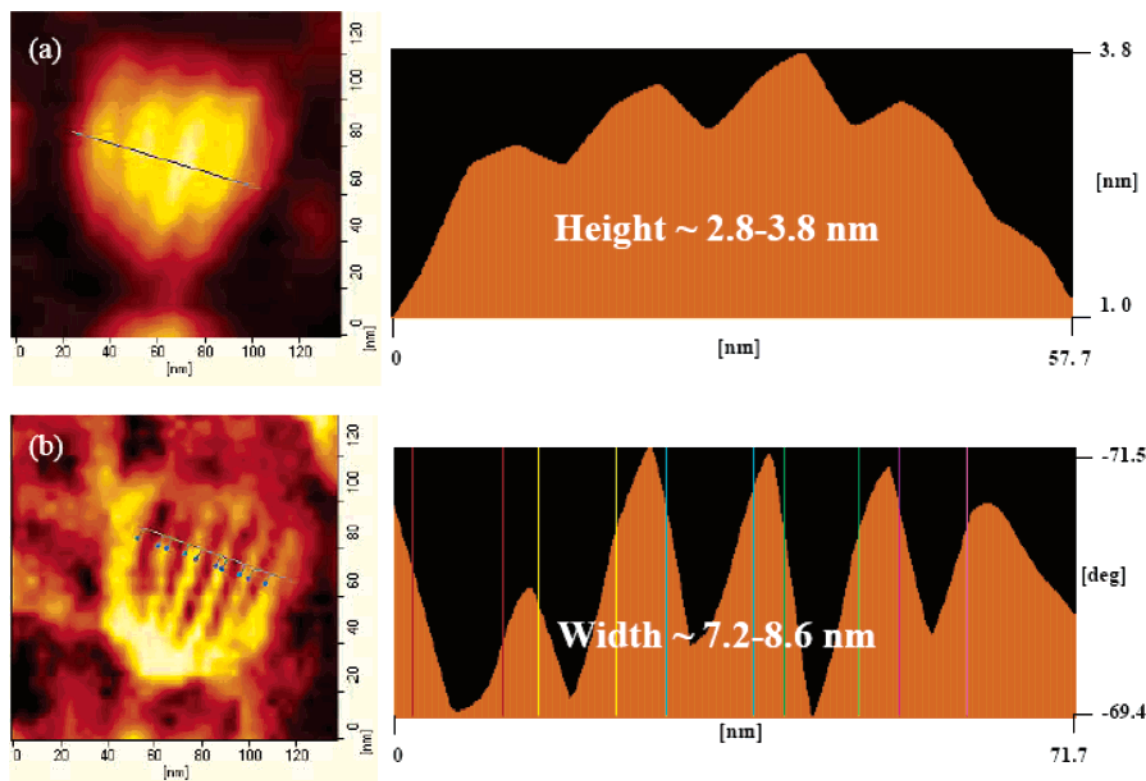 (a)
120
100
80
60
40
20
0
[nm]
0 20 40 60 80 100 120
[nm]
3.8
[nm]
1.0
Height ~ 2.8-3.8 nm
0 [nm] 57.7
(b)
120
100
80
60
40
20
0
[nm]
0 20 40 60 80 100 120
[nm]
-71.5
[deg]
-69.4
Width ~ 7.2-8.6 nm
0 [nm] 71.7